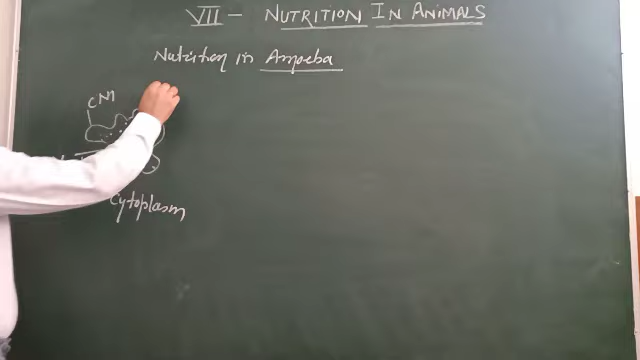 VII - NUTRITION IN ANIMALS
Nutrition in Amoeba
CM
Cytoplasm